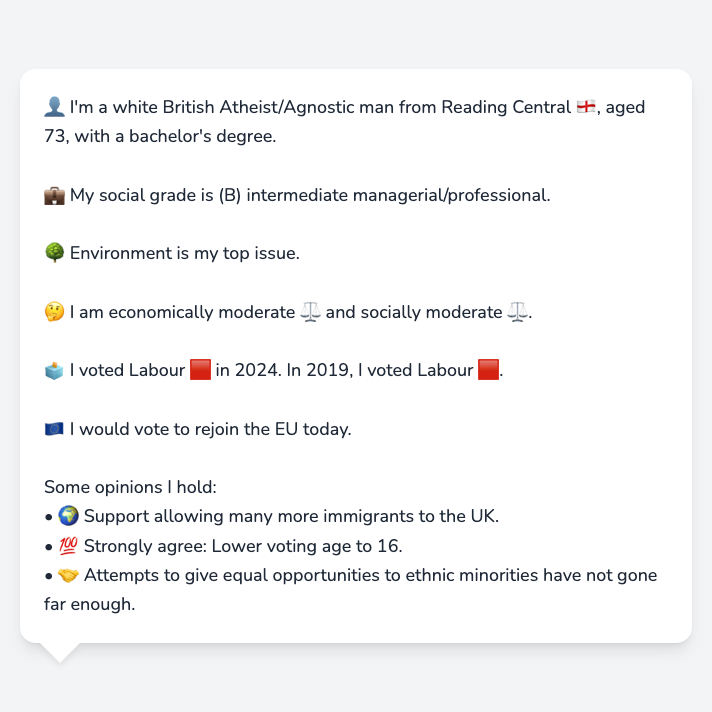 👤 I'm a white British Atheist/Agnostic man from Reading Central 🏴󠁧󠁢󠁥󠁮󠁧󠁿, aged
73, with a bachelor's degree.
💼 My social grade is (B) intermediate managerial/professional.
🌳 Environment is my top issue.
🤔 I am economically moderate ⚖️ and socially moderate ⚖️.
🗳️ I voted Labour 🟥 in 2024. In 2019, I voted Labour 🟥.
🇪🇺 I would vote to rejoin the EU today.
Some opinions I hold:
• 🌍 Support allowing many more immigrants to the UK.
• 💯 Strongly agree: Lower voting age to 16.
• 🤝 Attempts to give equal opportunities to ethnic minorities have not gone
far enough.